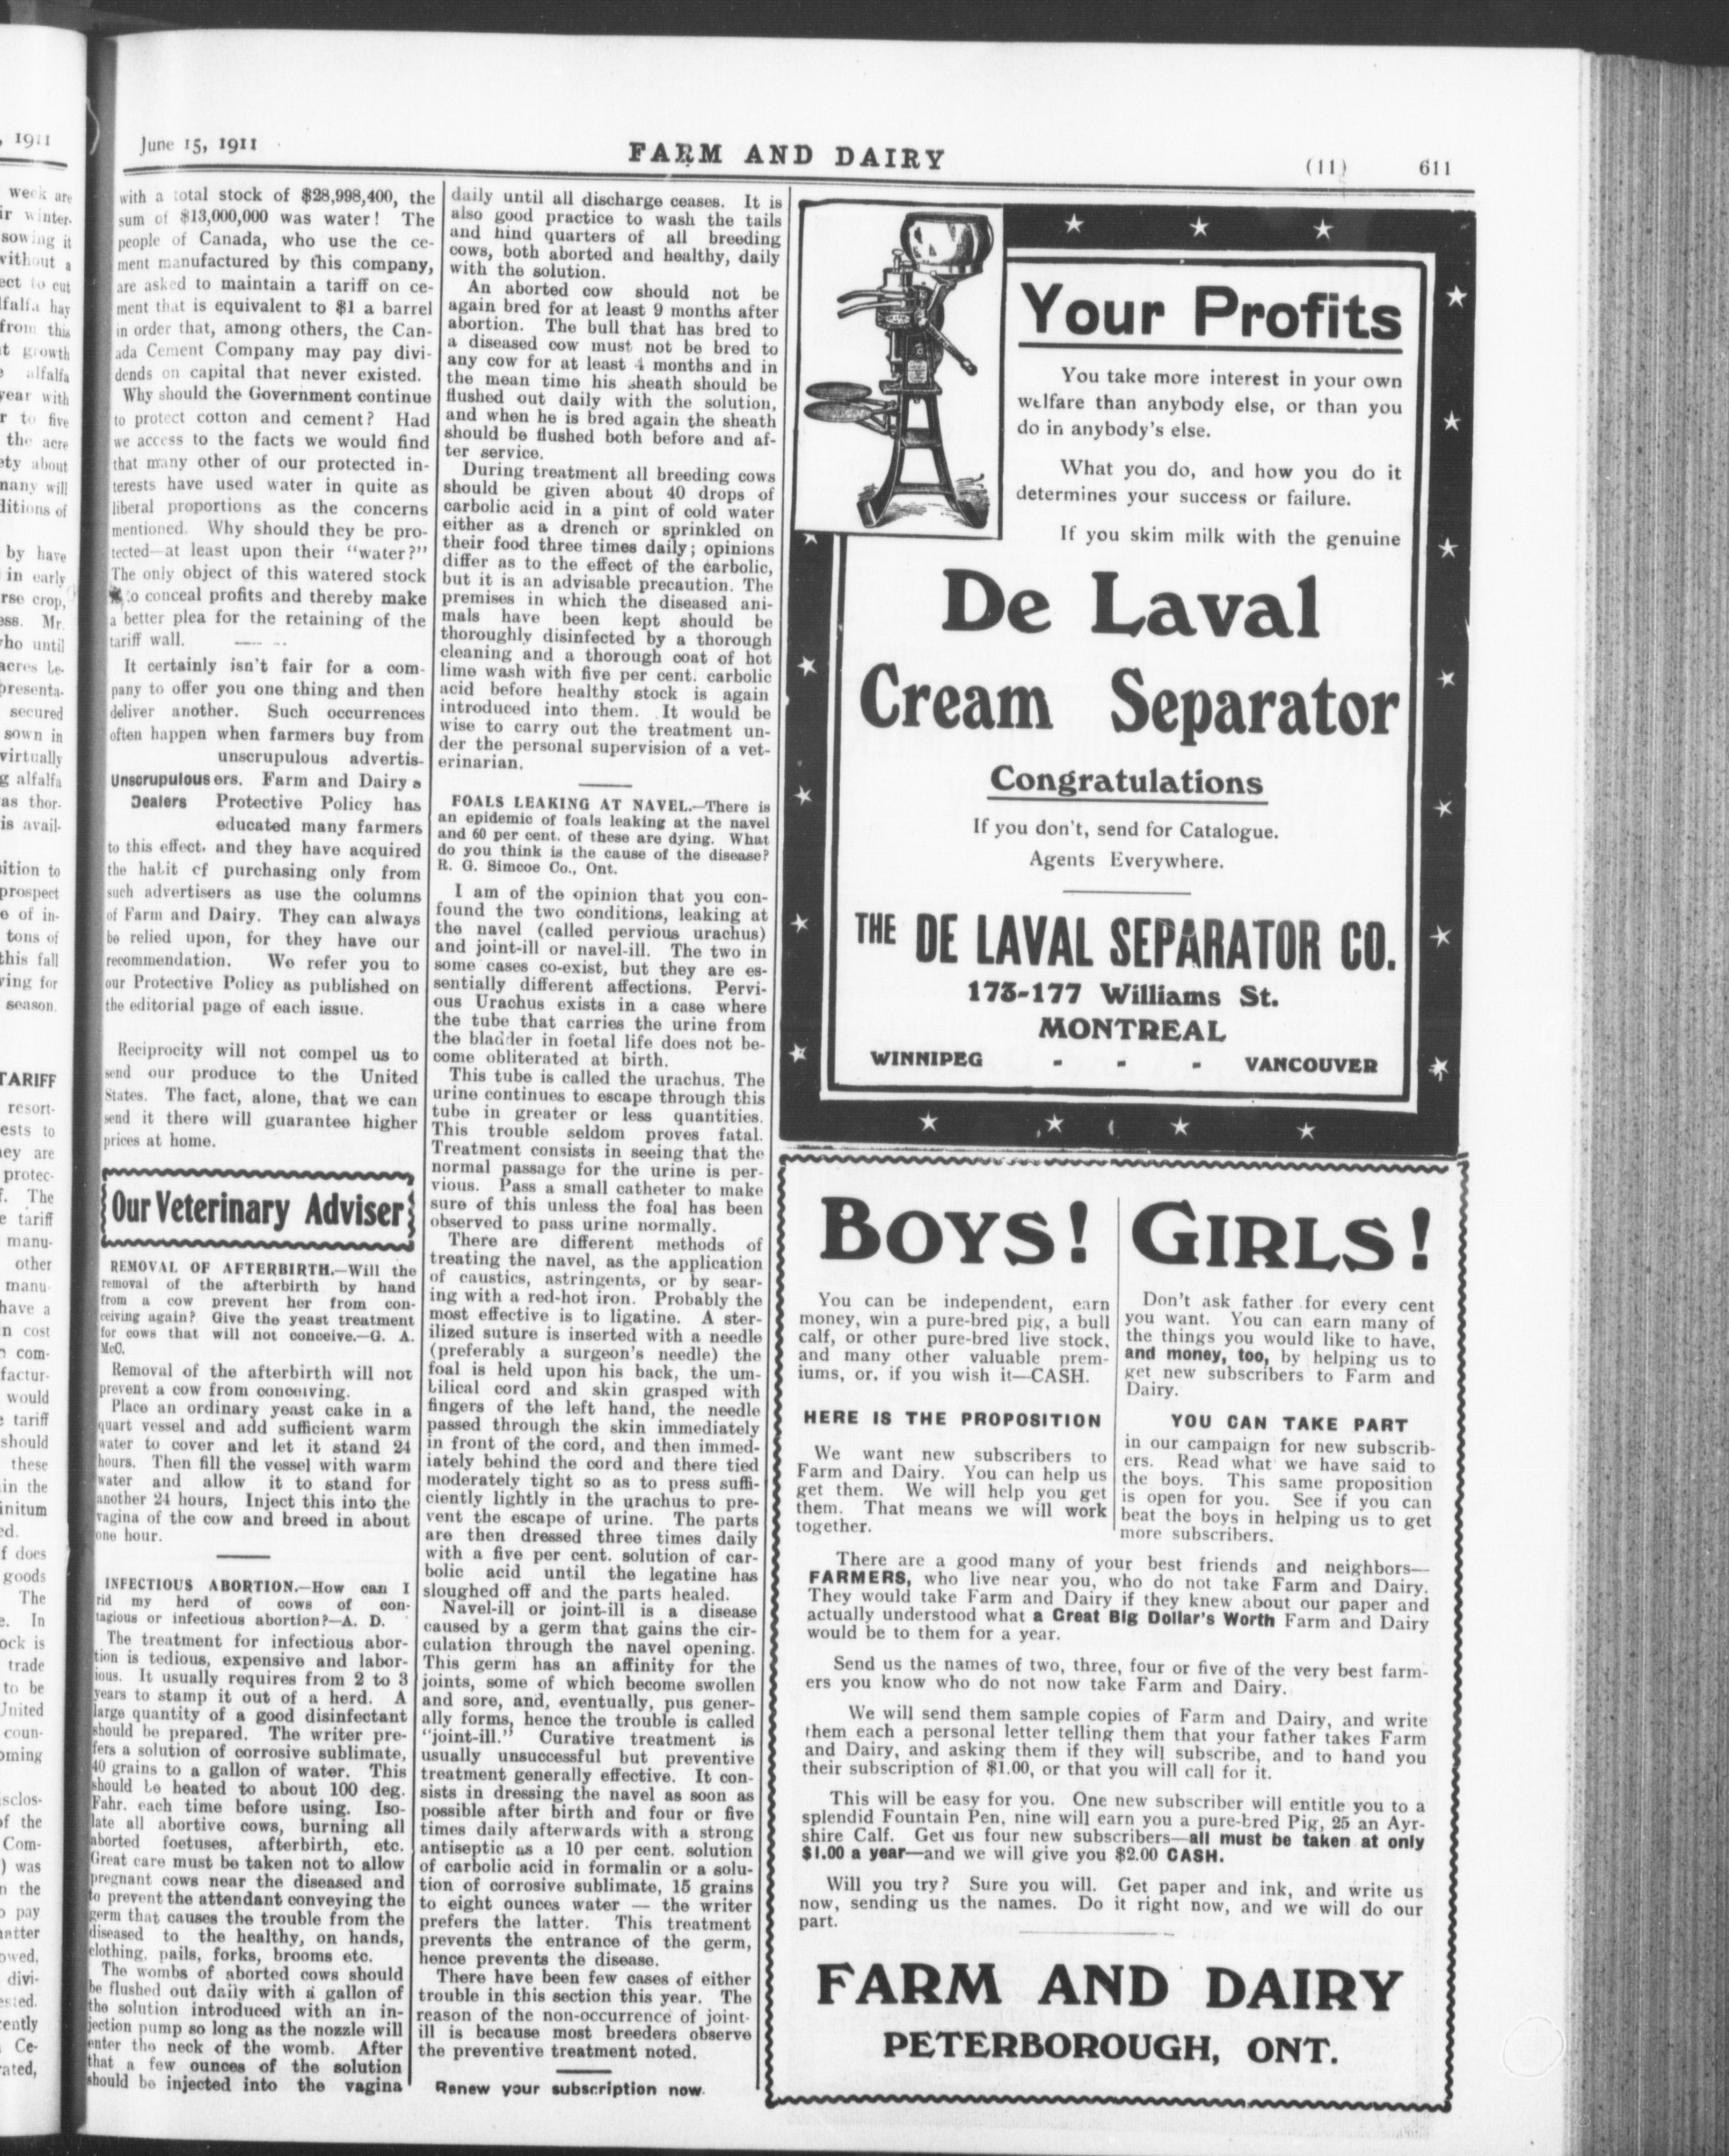 June 15, 1911
FARM AND DAIRY
(11) 611
with a total stock of $28,998,400, the
sum of $13,000,000 was water! The
people of Canada, who use the ce-
ment manufactured by this company,
are asked to maintain a tariff on ce-
ment that is equivalent to $1 a barrel
in order that, among others, the Can-
ada Cement Company may pay divi-
dends on capital that never existed.
Why should the Government continue
to protect cotton and cement? Had
we access to the facts we would find
that many other of our protected in-
terests have used water in quite as
liberal proportions as the concerns
mentioned. Why should they be pro-
tected—at least upon their "water?"
The only object of this watered stock
to conceal profits and thereby make
a better plea for the retaining of the
tariff wall.
It certainly isn't fair for a com-
pany to offer you one thing and then
deliver another. Such occurrences
often happen when farmers buy from
unscrupulous advertis-
Unscrupulous ers. Farm and Dairy s
Dealers Protective Policy has
educated many farmers
to this effect, and they have acquired
the habit of purchasing only from
such advertisers as use the columns
of Farm and Dairy. They can always
be relied upon, for they have our
recommendation. We refer you to
our Protective Policy as published on
the editorial page of each issue.
Reciprocity will not compel us to
send our produce to the United
States. The fact, alone, that we can
send it there will guarantee higher
prices at home.
Our Veterinary Adviser
REMOVAL OF AFTERBIRTH.—Will the
removal of the afterbirth by hand
from a cow prevent her from con-
ceiving again? Give the yeast treatment
for cows that will not conceive.—G. A.
McC.
Removal of the afterbirth will not
prevent a cow from conceiving.
Place an ordinary yeast cake in a
quart vessel and add sufficient warm
water to cover and let it stand 24
hours. Then fill the vessel with warm
water and allow it to stand for
another 24 hours, Inject this into the
vagina of the cow and breed in about
one hour.
INFECTIOUS ABORTION.—How can I
rid my herd of cows of con-
tagious or infectious abortion?—A. D.
The treatment for infectious abor-
tion is tedious, expensive and labor-
ious. It usually requires from 2 to 3
years to stamp it out of a herd. A
large quantity of a good disinfectant
should be prepared. The writer pre-
fers a solution of corrosive sublimate,
40 grains to a gallon of water. This
should be heated to about 100 deg.
Fahr. each time before using. Iso-
late all abortive cows, burning all
aborted foetuses, afterbirth, etc.
Great care must be taken not to allow
pregnant cows near the diseased and
to prevent the attendant conveying the
germ that causes the trouble from the
diseased to the healthy, on hands,
clothing, pails, forks, brooms etc.
The wombs of aborted cows should
be flushed out daily with a gallon of
the solution introduced with an in-
jection pump so long as the nozzle will
enter the neck of the womb. After
that a few ounces of the solution
should be injected into the vagina
daily until all discharge ceases. It is
also good practice to wash the tails
and hind quarters of all breeding
cows, both aborted and healthy, daily
with the solution.
An aborted cow should not be
again bred for at least 9 months after
abortion. The bull that has bred to
a diseased cow must not be bred to
any cow for at least 4 months and in
the mean time his sheath should be
flushed out daily with the solution,
and when he is bred again the sheath
should be flushed both before and af-
ter service.
During treatment all breeding cows
should be given about 40 drops of
carbolic acid in a pint of cold water
either as a drench or sprinkled on
their food three times daily; opinions
differ as to the effect of the carbolic,
but it is an advisable precaution. The
premises in which the diseased ani-
mals have been kept should be
thoroughly disinfected by a thorough
cleaning and a thorough coat of hot
lime wash with five per cent. carbolic
acid before healthy stock is again
introduced into them. It would be
wise to carry out the treatment un-
der the personal supervision of a vet-
erinarian.
FOALS LEAKING AT NAVEL.—There is
an epidemic of foals leaking at the navel
and 60 per cent. of these are dying. What
do you think is the cause of the disease?
R. G. Simcoe Co., Ont.
I am of the opinion that you con-
found the two conditions, leaking at
the navel (called pervious urachus)
and joint-ill or navel-ill. The two in
some cases co-exist, but they are es-
sentially different affections. Pervi-
ous Urachus exists in a case where
the tube that carries the urine from
the bladder in foetal life does not be-
come obliterated at birth.
This tube is called the urachus. The
urine continues to escape through this
tube in greater or less quantities.
This trouble seldom proves fatal.
Treatment consists in seeing that the
normal passage for the urine is per-
vious. Pass a small catheter to make
sure of this unless the foal has been
observed to pass urine normally.
There are different methods of
treating the navel, as the application
of caustics, astringents, or by sear-
ing with a red-hot iron. Probably the
most effective is to ligatine. A ster-
ilized suture is inserted with a needle
(preferably a surgeon's needle) the
foal is held upon his back, the um-
bilical cord and skin grasped with
fingers of the left hand, the needle
passed through the skin immediately
in front of the cord, and then immed-
iately behind the cord and there tied
moderately tight so as to press suffi-
ciently lightly in the urachus to pre-
vent the escape of urine. The parts
are then dressed three times daily
with a five per cent. solution of car-
bolic acid until the legatine has
sloughed off and the parts healed.
Navel-ill or joint-ill is a disease
caused by a germ that gains the cir-
culation through the navel opening.
This germ has an affinity for the
joints, some of which become swollen
and sore, and, eventually, pus gener-
ally forms, hence the trouble is called
"joint-ill." Curative treatment is
usually unsuccessful but preventive
treatment generally effective. It con-
sists in dressing the navel as soon as
possible after birth and four or five
times daily afterwards with a strong
antiseptic as a 10 per cent. solution
of carbolic acid in formalin or a solu-
tion of corrosive sublimate, 15 grains
to eight ounces water — the writer
prefers the latter. This treatment
prevents the entrance of the germ,
hence prevents the disease.
There have been few cases of either
trouble in this section this year. The
reason of the non-occurrence of joint-
ill is because most breeders observe
the preventive treatment noted.
Renew your subscription now.
Your Profits
You take more interest in your own
welfare than anybody else, or than you
do in anybody's else.
What you do, and how you do it
determines your success or failure.
If you skim milk with the genuine
De Laval
Cream Separator
Congratulations
If you don't, send for Catalogue.
Agents Everywhere.
THE DE LAVAL SEPARATOR CO.
173-177 Williams St.
MONTREAL
WINNIPEG - - - VANCOUVER
BOYS!
You can be independent, earn
money, win a pure-bred pig, a bull
calf, or other pure-bred live stock,
and many other valuable prem-
iums, or, if you wish it—CASH.
HERE IS THE PROPOSITION
We want new subscribers to
Farm and Dairy. You can help us
get them. We will help you get
them. That means we will work
together.
GIRLS!
Don't ask father for every cent
you want. You can earn many of
the things you would like to have,
and money, too, by helping us to
get new subscribers to Farm and
Dairy.
YOU CAN TAKE PART
in our campaign for new subscrib-
ers. Read what we have said to
the boys. This same proposition
is open for you. See if you can
beat the boys in helping us to get
more subscribers.
There are a good many of your best friends and neighbors—
FARMERS, who live near you, who do not take Farm and Dairy.
They would take Farm and Dairy if they knew about our paper and
actually understood what a Great Big Dollar's Worth Farm and Dairy
would be to them for a year.
Send us the names of two, three, four or five of the very best farm-
ers you know who do not now take Farm and Dairy.
We will send them sample copies of Farm and Dairy, and write
them each a personal letter telling them that your father takes Farm
and Dairy, and asking them if they will subscribe, and to hand you
their subscription of $1.00, or that you will call for it.
This will be easy for you. One new subscriber will entitle you to a
splendid Fountain Pen, nine will earn you a pure-bred Pig, 25 an Ayr-
shire Calf. Get us four new subscribers—all must be taken at only
$1.00 a year—and we will give you $2.00 CASH.
Will you try? Sure you will. Get paper and ink, and write us
now, sending us the names. Do it right now, and we will do our
part.
FARM AND DAIRY
PETERBOROUGH, ONT.